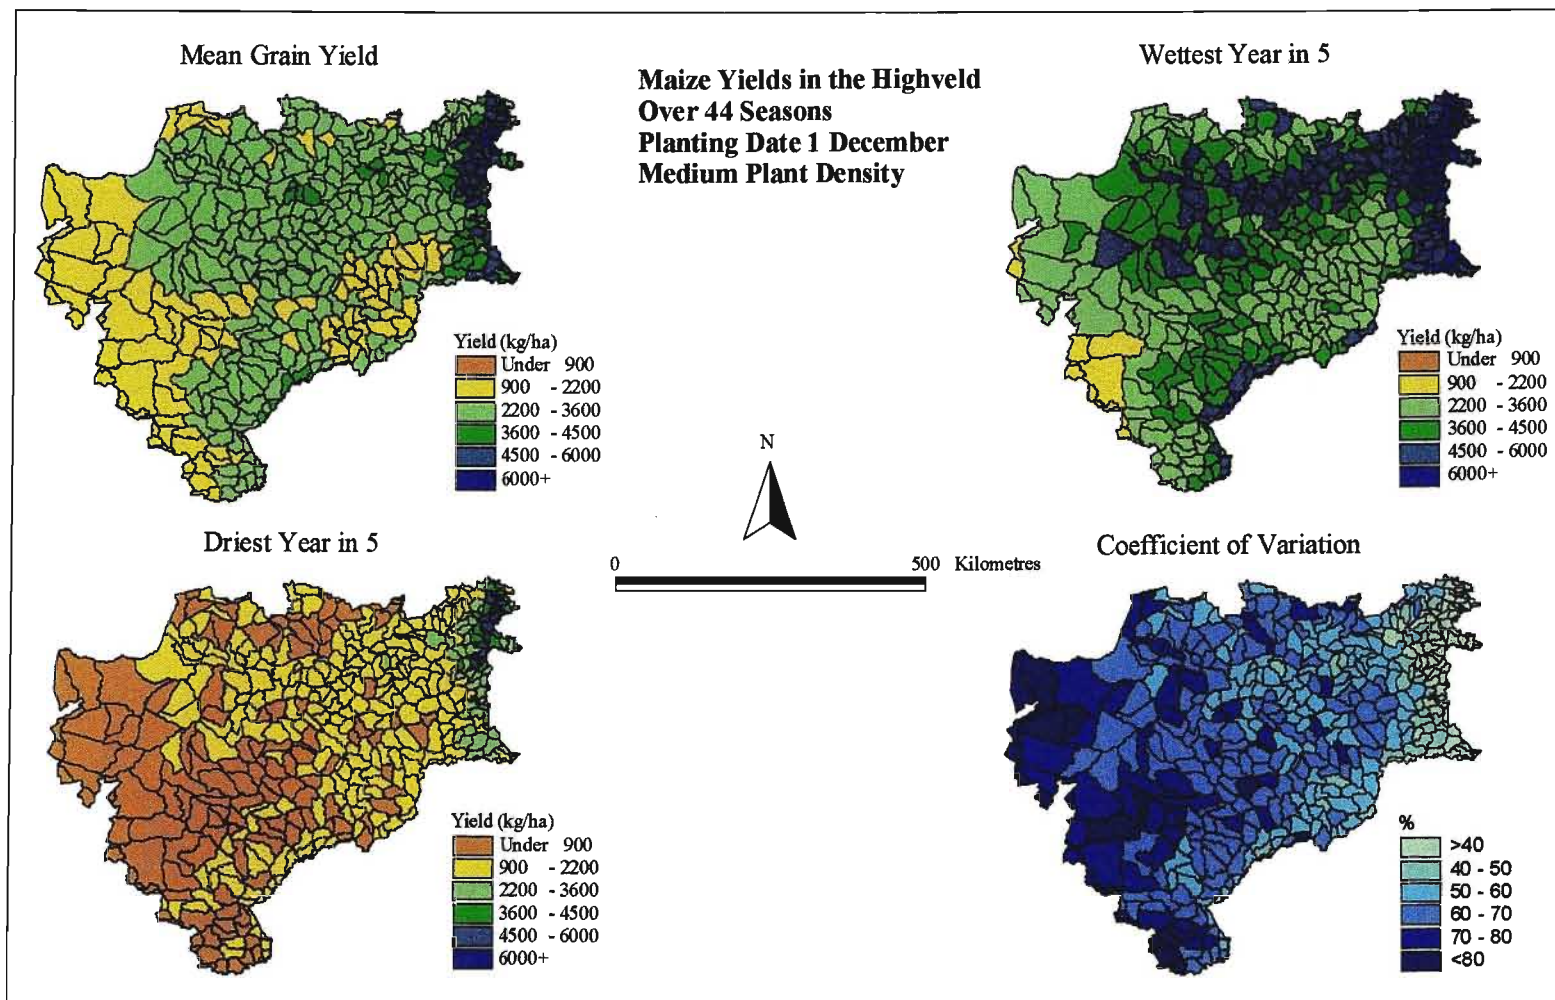 Mean Grain Yield
Maize Yields in the Highveld
Over 44 Seasons
Planting Date 1 December
Medium Plant Density
Wettest Year in 5
Yield (kg/ha)
Under 900
900 - 2200
2200 - 3600
3600 - 4500
4500 - 6000
6000+
Yield (kg/ha)
Under 900
900 - 2200
2200 - 3600
3600 - 4500
4500 - 6000
6000+
N
0 500 Kilometres
Driest Year in 5
Coefficient of Variation
Yield (kg/ha)
Under 900
900 - 2200
2200 - 3600
3600 - 4500
4500 - 6000
6000+
%
>40
40 - 50
50 - 60
60 - 70
70 - 80
<80